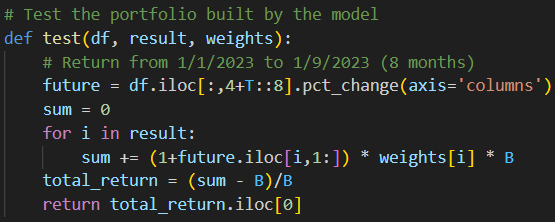 # Test the portfolio built by the model
def test(df, result, weights):
    # Return from 1/1/2023 to 1/9/2023 (8 months)
    future = df.iloc[:,4+T::8].pct_change(axis='columns')
    sum = 0
    for i in result:
        sum += (1+future.iloc[i,1:]) * weights[i] * B
    total_return = (sum - B)/B
    return total_return.iloc[0]